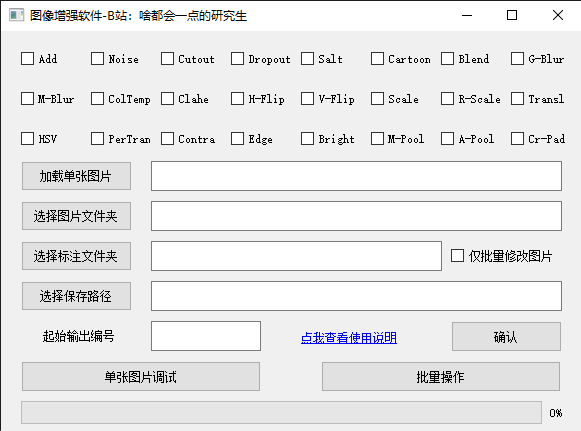 图像增强软件-B站：啥都会一点的研究生
Add Noise Cutout Dropout Salt Cartoon Blend G-Blur
M-Blur ColTemp Clahe H-Flip V-Flip Scale R-Scale Transl
HSV PerTran Contra Edge Bright M-Pool A-Pool Cr-Pad
加载单张图片
选择图片文件夹
选择标注文件夹 仅批量修改图片
选择保存路径
起始输出编号 点我查看使用说明 确认
单张图片调试 批量操作
0%